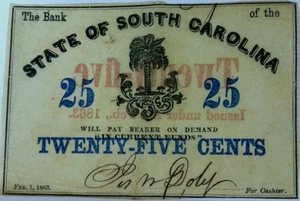 The Bank of the
STATE OF SOUTH CAROLINA
Twenty-five
25 25
Issued under Feb., 1863.
WILL PAY BEARER ON DEMAND
"IN CURRENT FUNDS"
TWENTY-FIVE CENTS
FEB. 1, 1863. For Cashier.